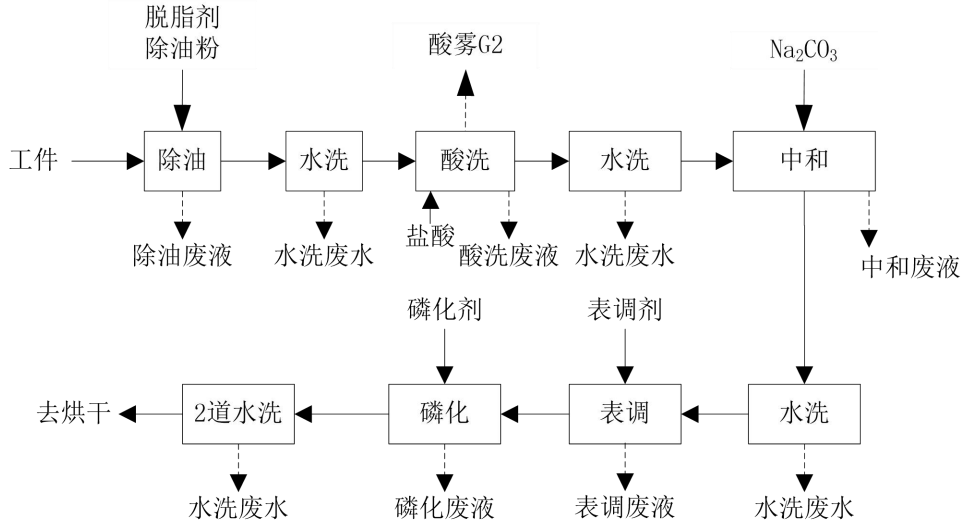 脱脂剂
除油粉
酸雾G2
Na₂CO₃
工件
除油
水洗
酸洗
水洗
中和
盐酸
除油废液
水洗废水
酸洗废液
水洗废水
中和废液
磷化剂
表调剂
去烘干
2道水洗
磷化
表调
水洗
水洗废水
磷化废液
表调废液
水洗废水